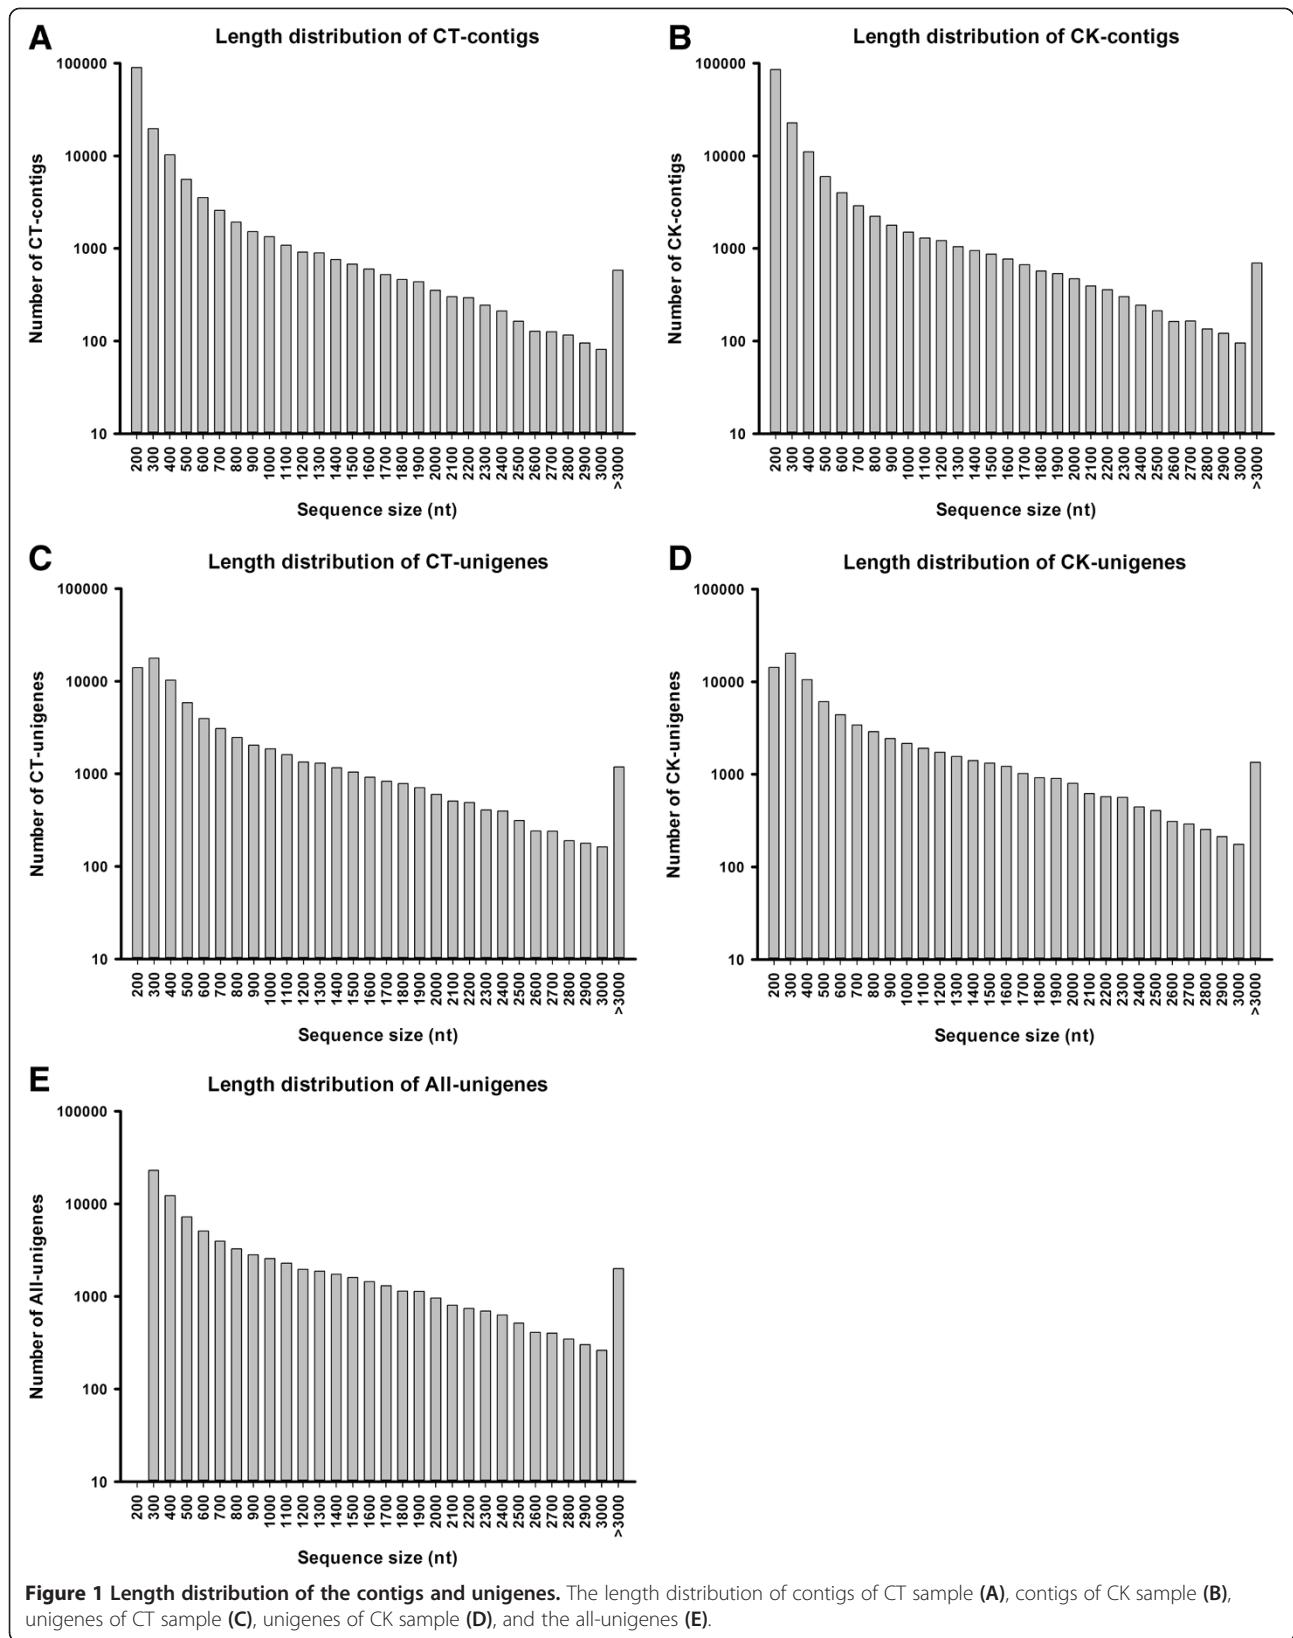 A
Length distribution of CT-contigs
100000
10000
1000
100
10
Number of CT-contigs
200 300 400 500 600 700 800 900 1000 1100 1200 1300 1400 1500 1600 1700 1800 1900 2000 2100 2200 2300 2400 2500 2600 2700 2800 2900 3000 >3000
Sequence size (nt)
B
Length distribution of CK-contigs
100000
10000
1000
100
10
Number of CK-contigs
200 300 400 500 600 700 800 900 1000 1100 1200 1300 1400 1500 1600 1700 1800 1900 2000 2100 2200 2300 2400 2500 2600 2700 2800 2900 3000 >3000
Sequence size (nt)
C
Length distribution of CT-unigenes
100000
10000
1000
100
10
Number of CT-unigenes
200 300 400 500 600 700 800 900 1000 1100 1200 1300 1400 1500 1600 1700 1800 1900 2000 2100 2200 2300 2400 2500 2600 2700 2800 2900 3000 >3000
Sequence size (nt)
D
Length distribution of CK-unigenes
100000
10000
1000
100
10
Number of CK-unigenes
200 300 400 500 600 700 800 900 1000 1100 1200 1300 1400 1500 1600 1700 1800 1900 2000 2100 2200 2300 2400 2500 2600 2700 2800 2900 3000 >3000
Sequence size (nt)
E
Length distribution of All-unigenes
100000
10000
1000
100
10
Number of All-unigenes
200 300 400 500 600 700 800 900 1000 1100 1200 1300 1400 1500 1600 1700 1800 1900 2000 2100 2200 2300 2400 2500 2600 2700 2800 2900 3000 >3000
Sequence size (nt)
Figure 1 Length distribution of the contigs and unigenes. The length distribution of contigs of CT sample (A), contigs of CK sample (B),
unigenes of CT sample (C), unigenes of CK sample (D), and the all-unigenes (E).